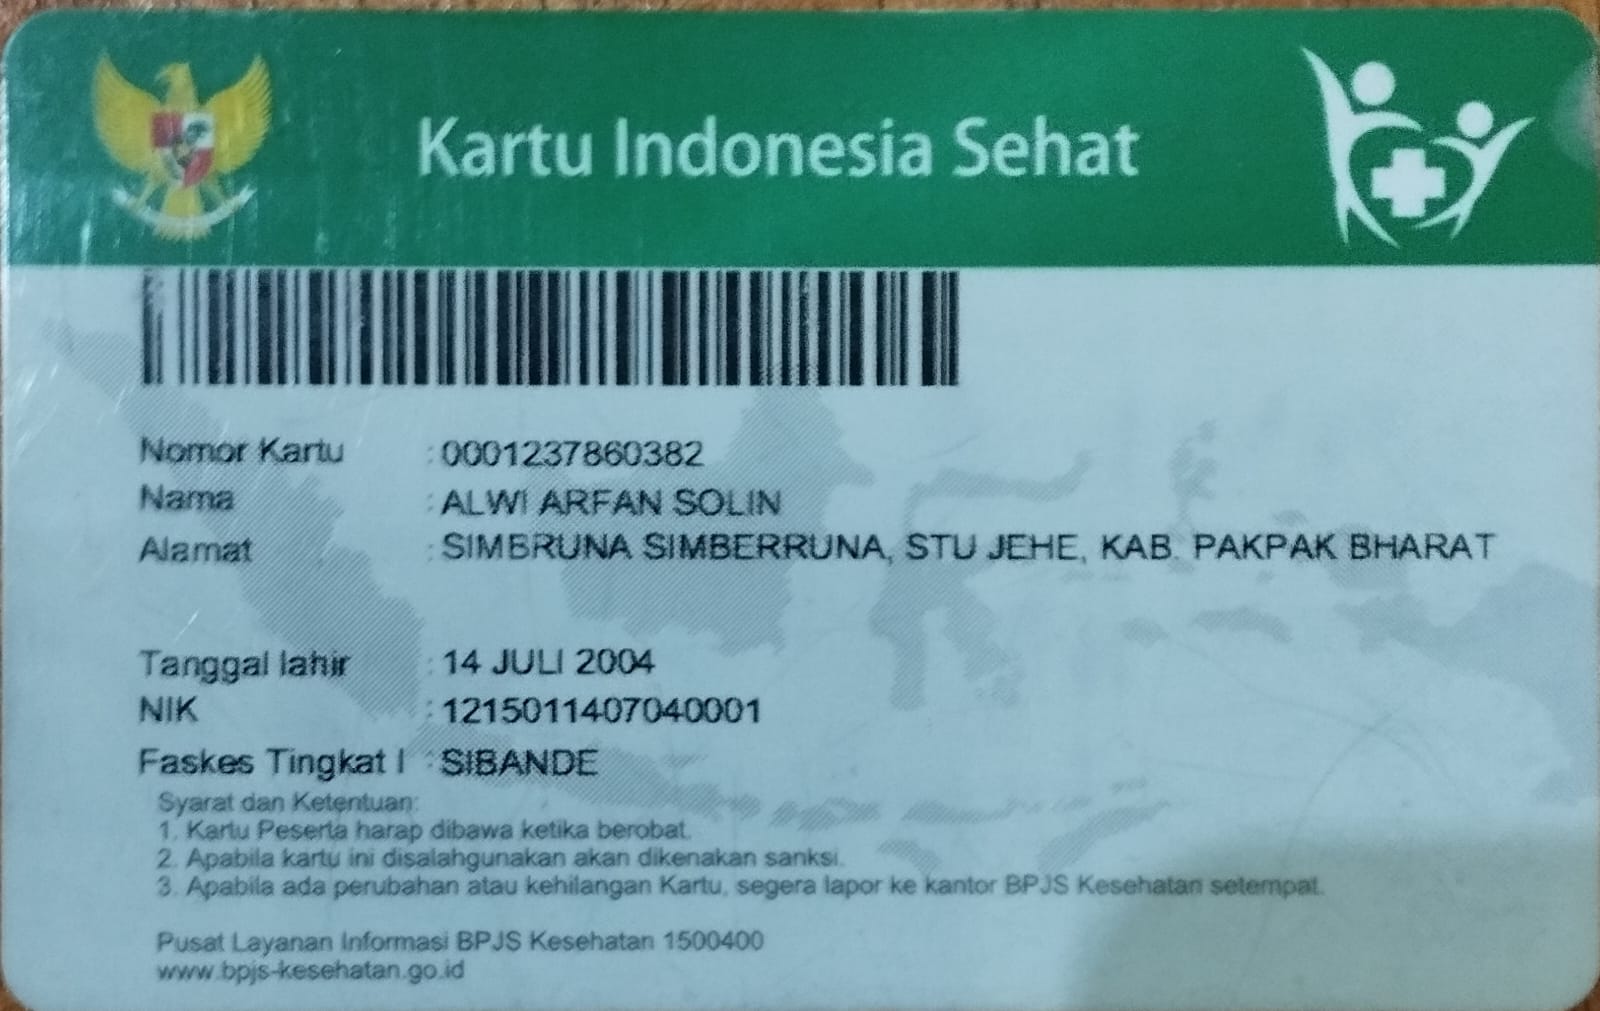 Kartu Indonesia Sehat
Nomor Kartu : 0001237860382
Nama : ALWI ARFAN SOLIN
Alamat : SIMBRUNA SIMBERRUNA, STU JEHE, KAB. PAKPAK BHARAT
Tanggal lahir : 14 JULI 2004
NIK : 1215011407040001
Faskes Tingkat I : SIBANDE
Syarat dan Ketentuan:
1. Kartu Peserta harap dibawa ketika berobat.
2. Apabila kartu ini disalahgunakan akan dikenakan sanksi.
3. Apabila ada perubahan atau kehilangan Kartu, segera lapor ke kantor BPJS Kesehatan setempat.
Pusat Layanan Informasi BPJS Kesehatan 1500400
www.bpjs-kesehatan.go.id